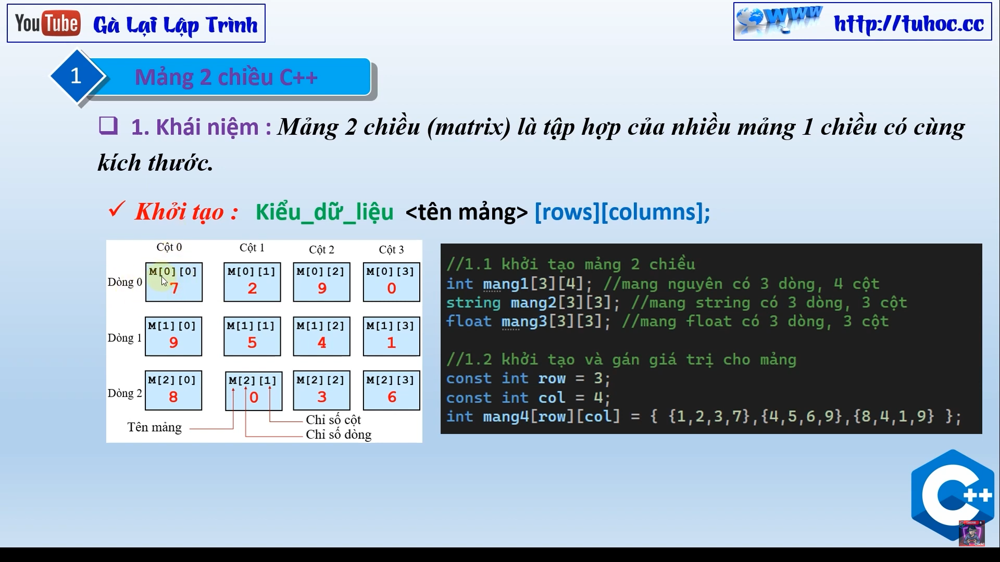 YouTube Gà Lại Lập Trình
http://tuhoc.cc
1 Mảng 2 chiều C++
1. Khái niệm : Mảng 2 chiều (matrix) là tập hợp của nhiều mảng 1 chiều có cùng
kích thước.
Khởi tạo : Kiểu_dữ_liệu <tên mảng> [rows][columns];
Cột 0 Cột 1 Cột 2 Cột 3
M[0][0] M[0][1] M[0][2] M[0][3]
Dòng 0 7 2 9 0
M[1][0] M[1][1] M[1][2] M[1][3]
Dòng 1 9 5 4 1
M[2][0] M[2][1] M[2][2] M[2][3]
Dòng 2 8 0 3 6
Chỉ số cột
Tên mảng
Chỉ số dòng
//1.1 khởi tạo mảng 2 chiều
int mang1[3][4]; //mang nguyên có 3 dòng, 4 cột
string mang2[3][3]; //mang string có 3 dòng, 3 cột
float mang3[3][3]; //mang float có 3 dòng, 3 cột
//1.2 khởi tạo và gán giá trị cho mảng
const int row = 3;
const int col = 4;
int mang4[row][col] = { {1,2,3,7},{4,5,6,9},{8,4,1,9} };
C++
Click!